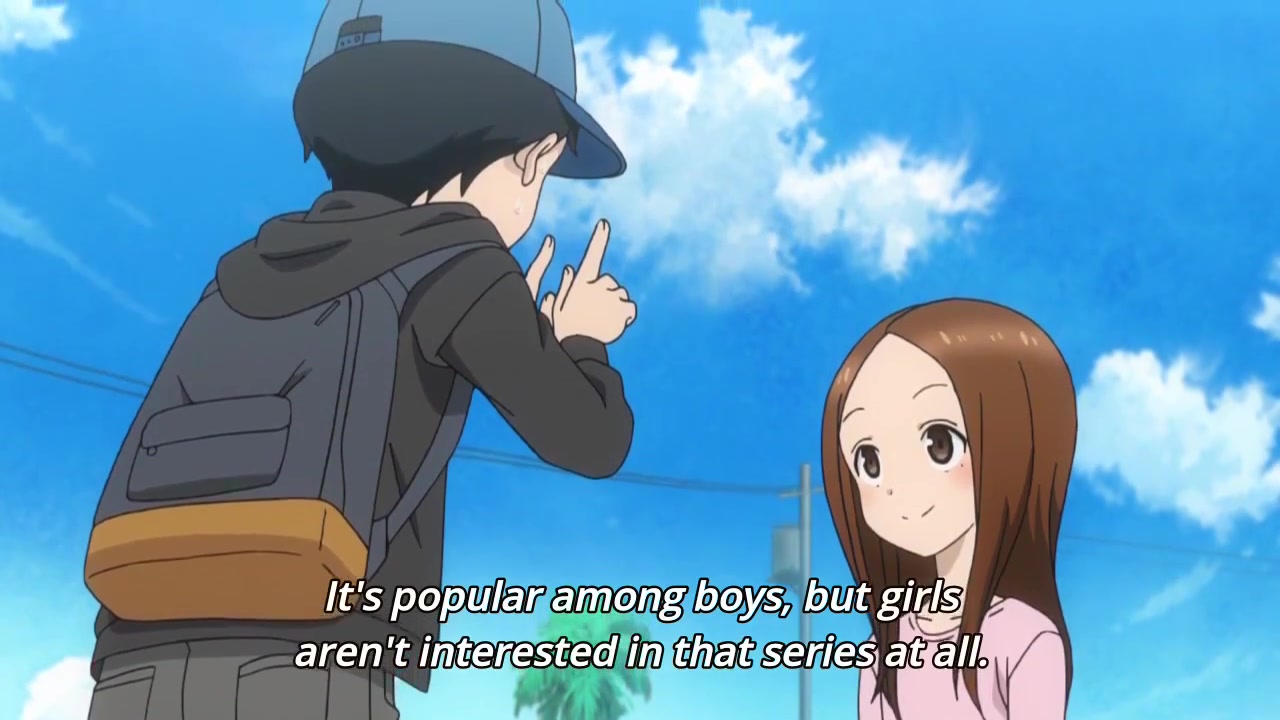 It's popular among boys, but girls
aren't interested in that series at all.